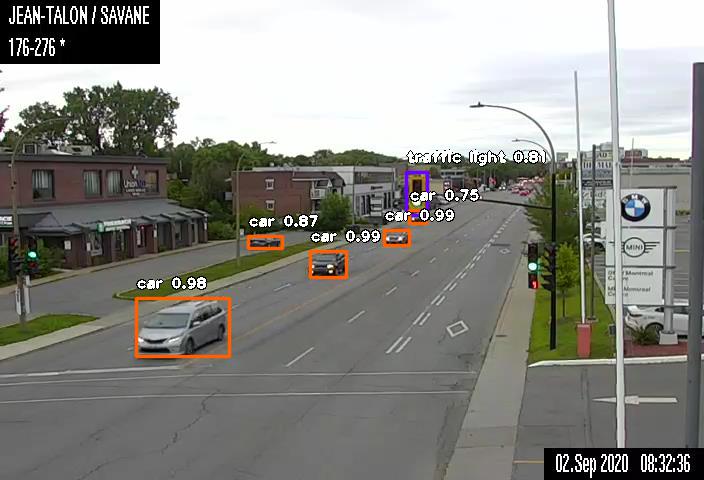 JEAN-TALON / SAVANE
176-276 *
traffic light 0.81
car 0.75
car 0.99
car 0.87
car 0.99
car 0.98
BMW
MINI
02.Sep 2020 08:32:36